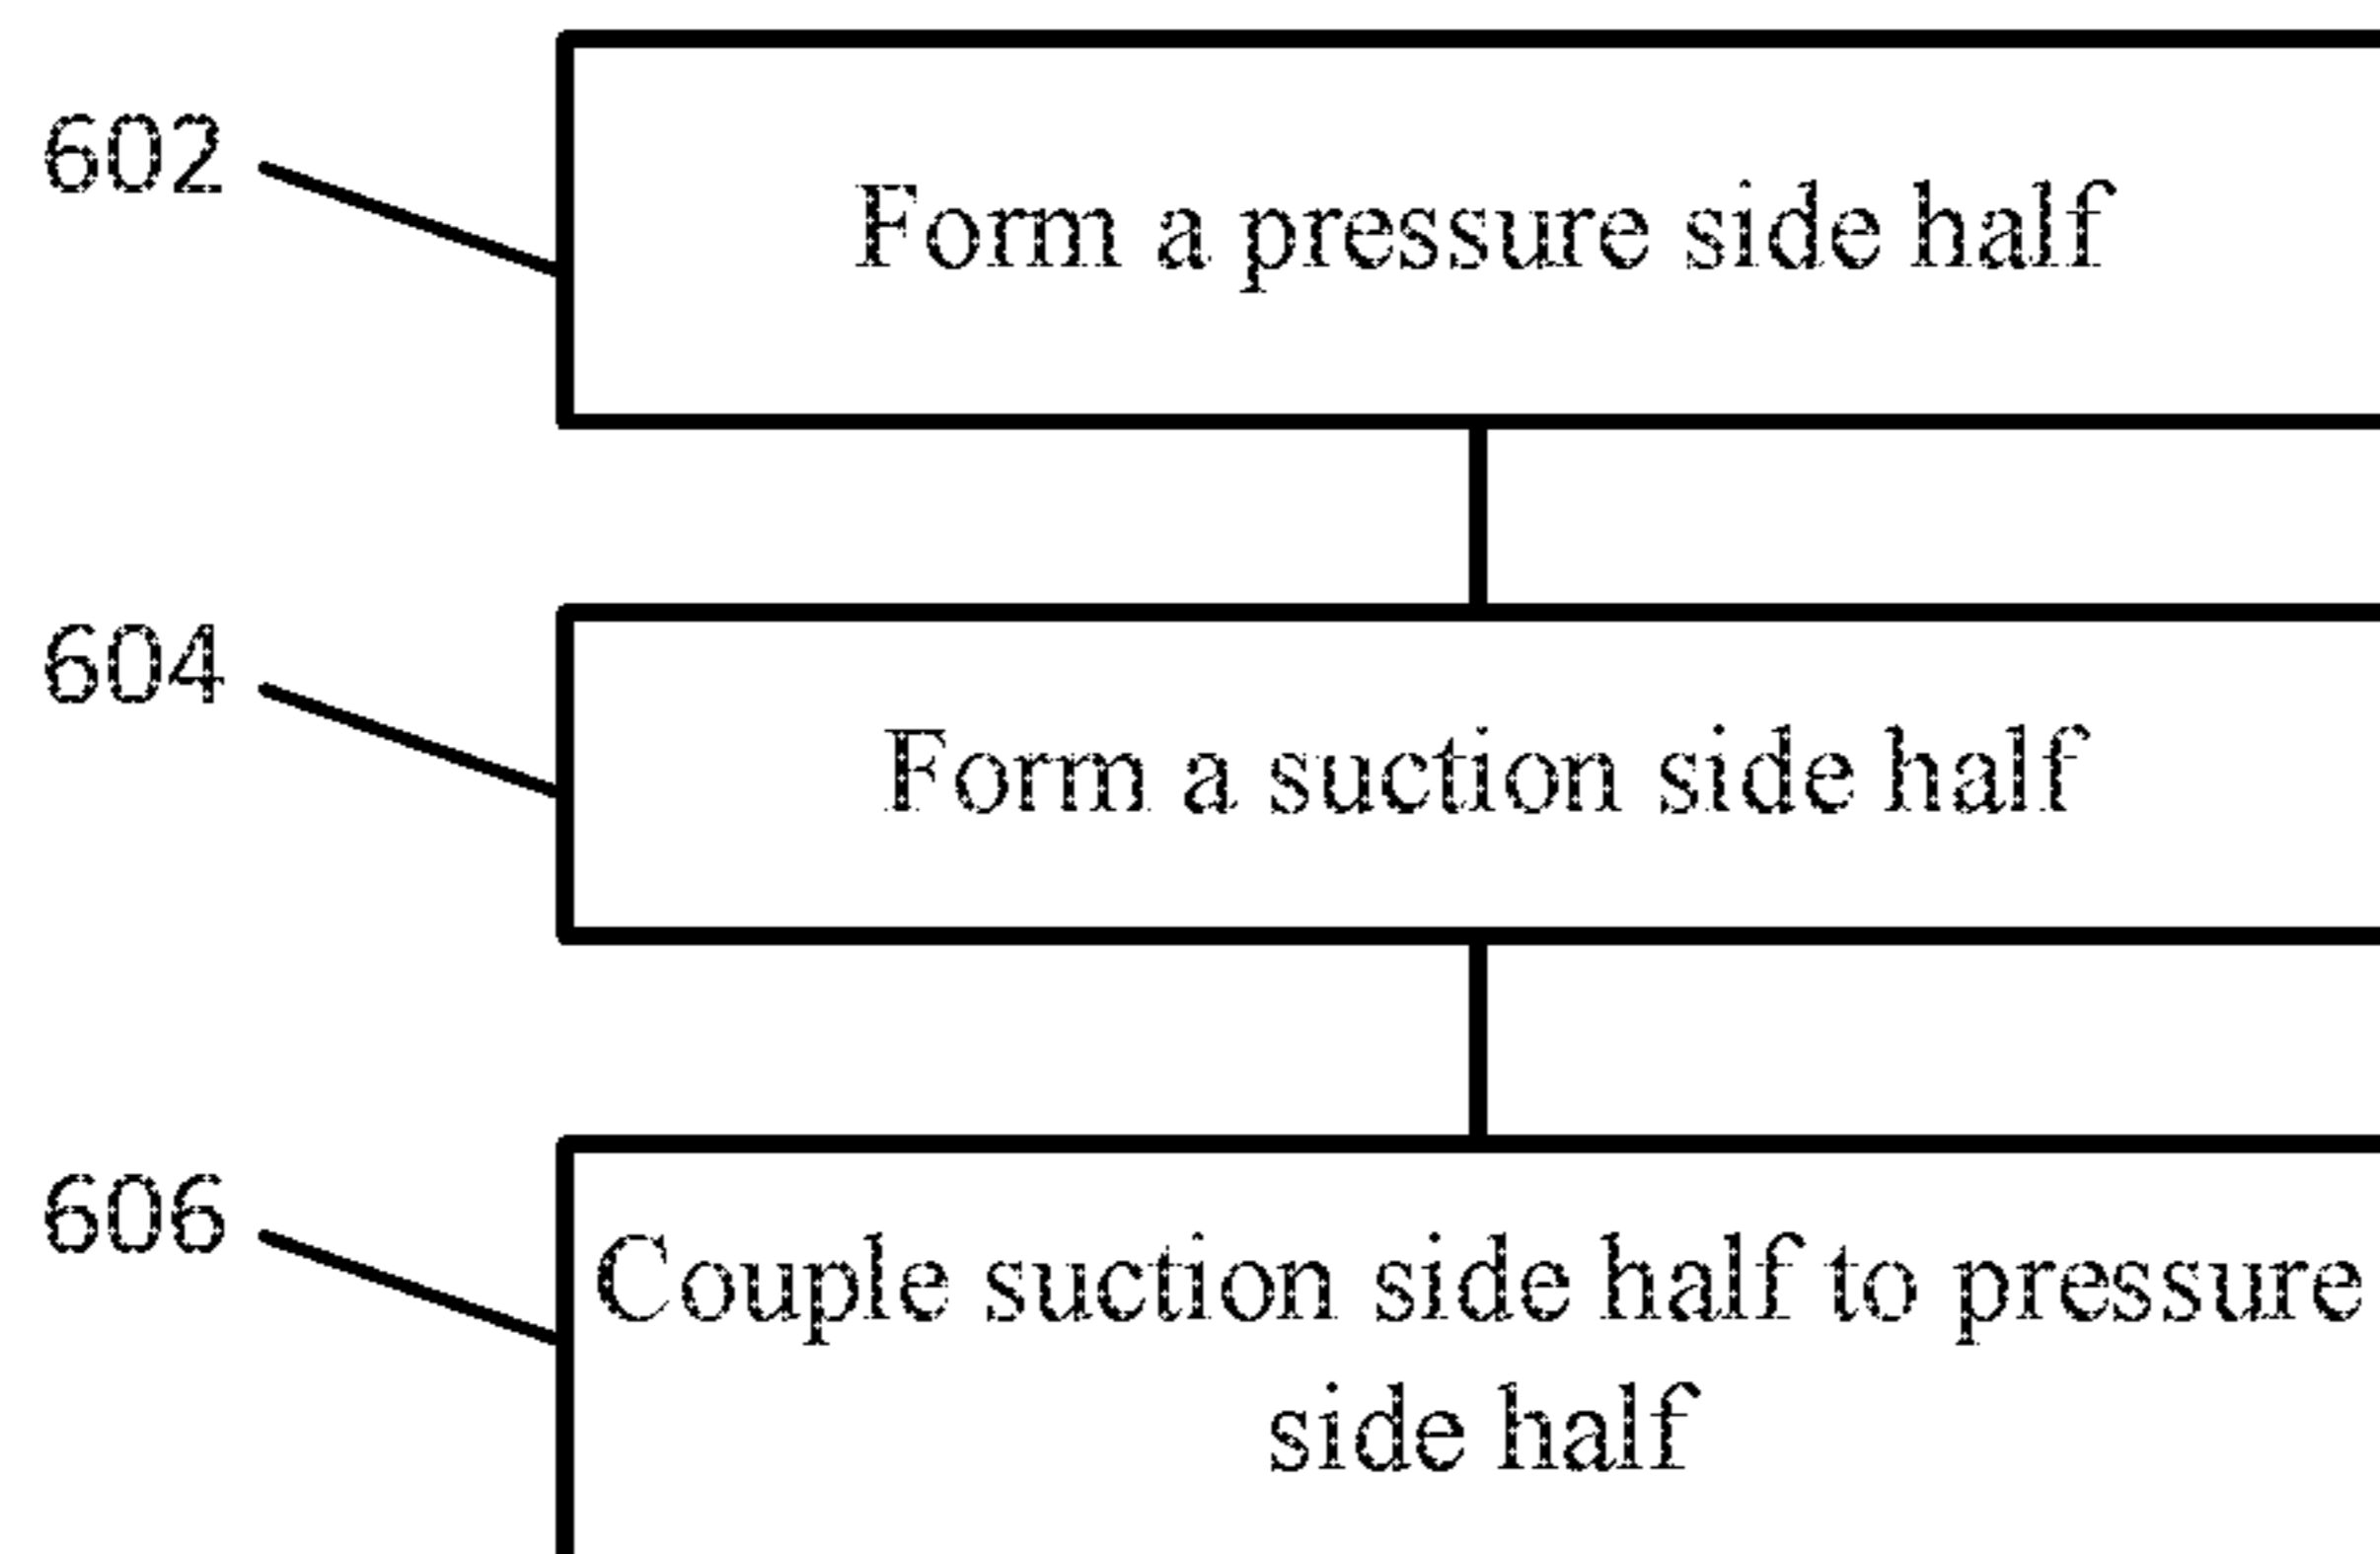 602
Form a pressure side half
604
Form a suction side half
606
Couple suction side half to pressure
side half